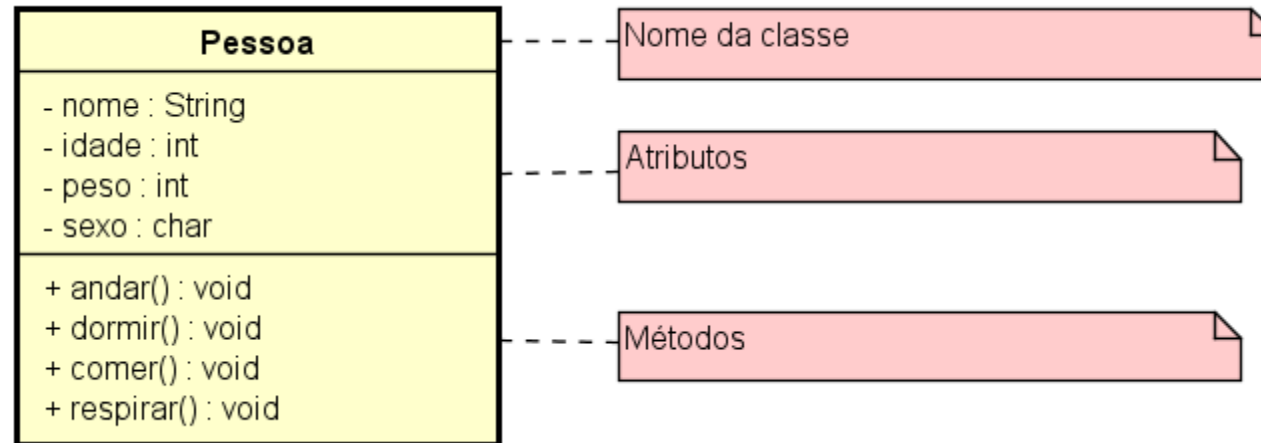 Pessoa
- nome : String
- idade : int
- peso : int
- sexo : char
+ andar() : void
+ dormir() : void
+ comer() : void
+ respirar() : void
Nome da classe
Atributos
Métodos